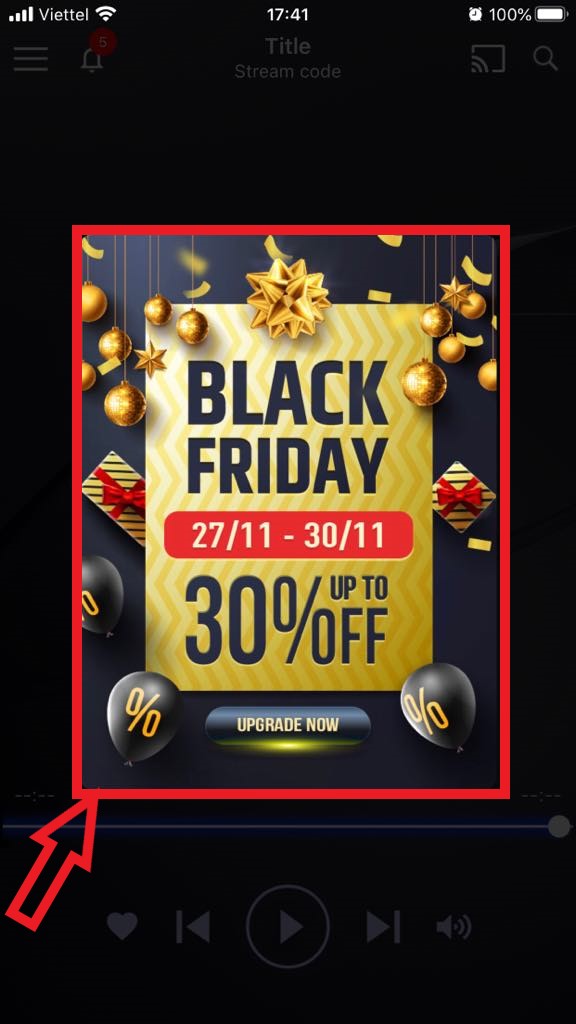 Viettel 17:41 100%
5
Title
Stream code
BLACK
FRIDAY
27/11 - 30/11
30% UP TO
OFF
%
%
%
UPGRADE NOW
--:-- --:--